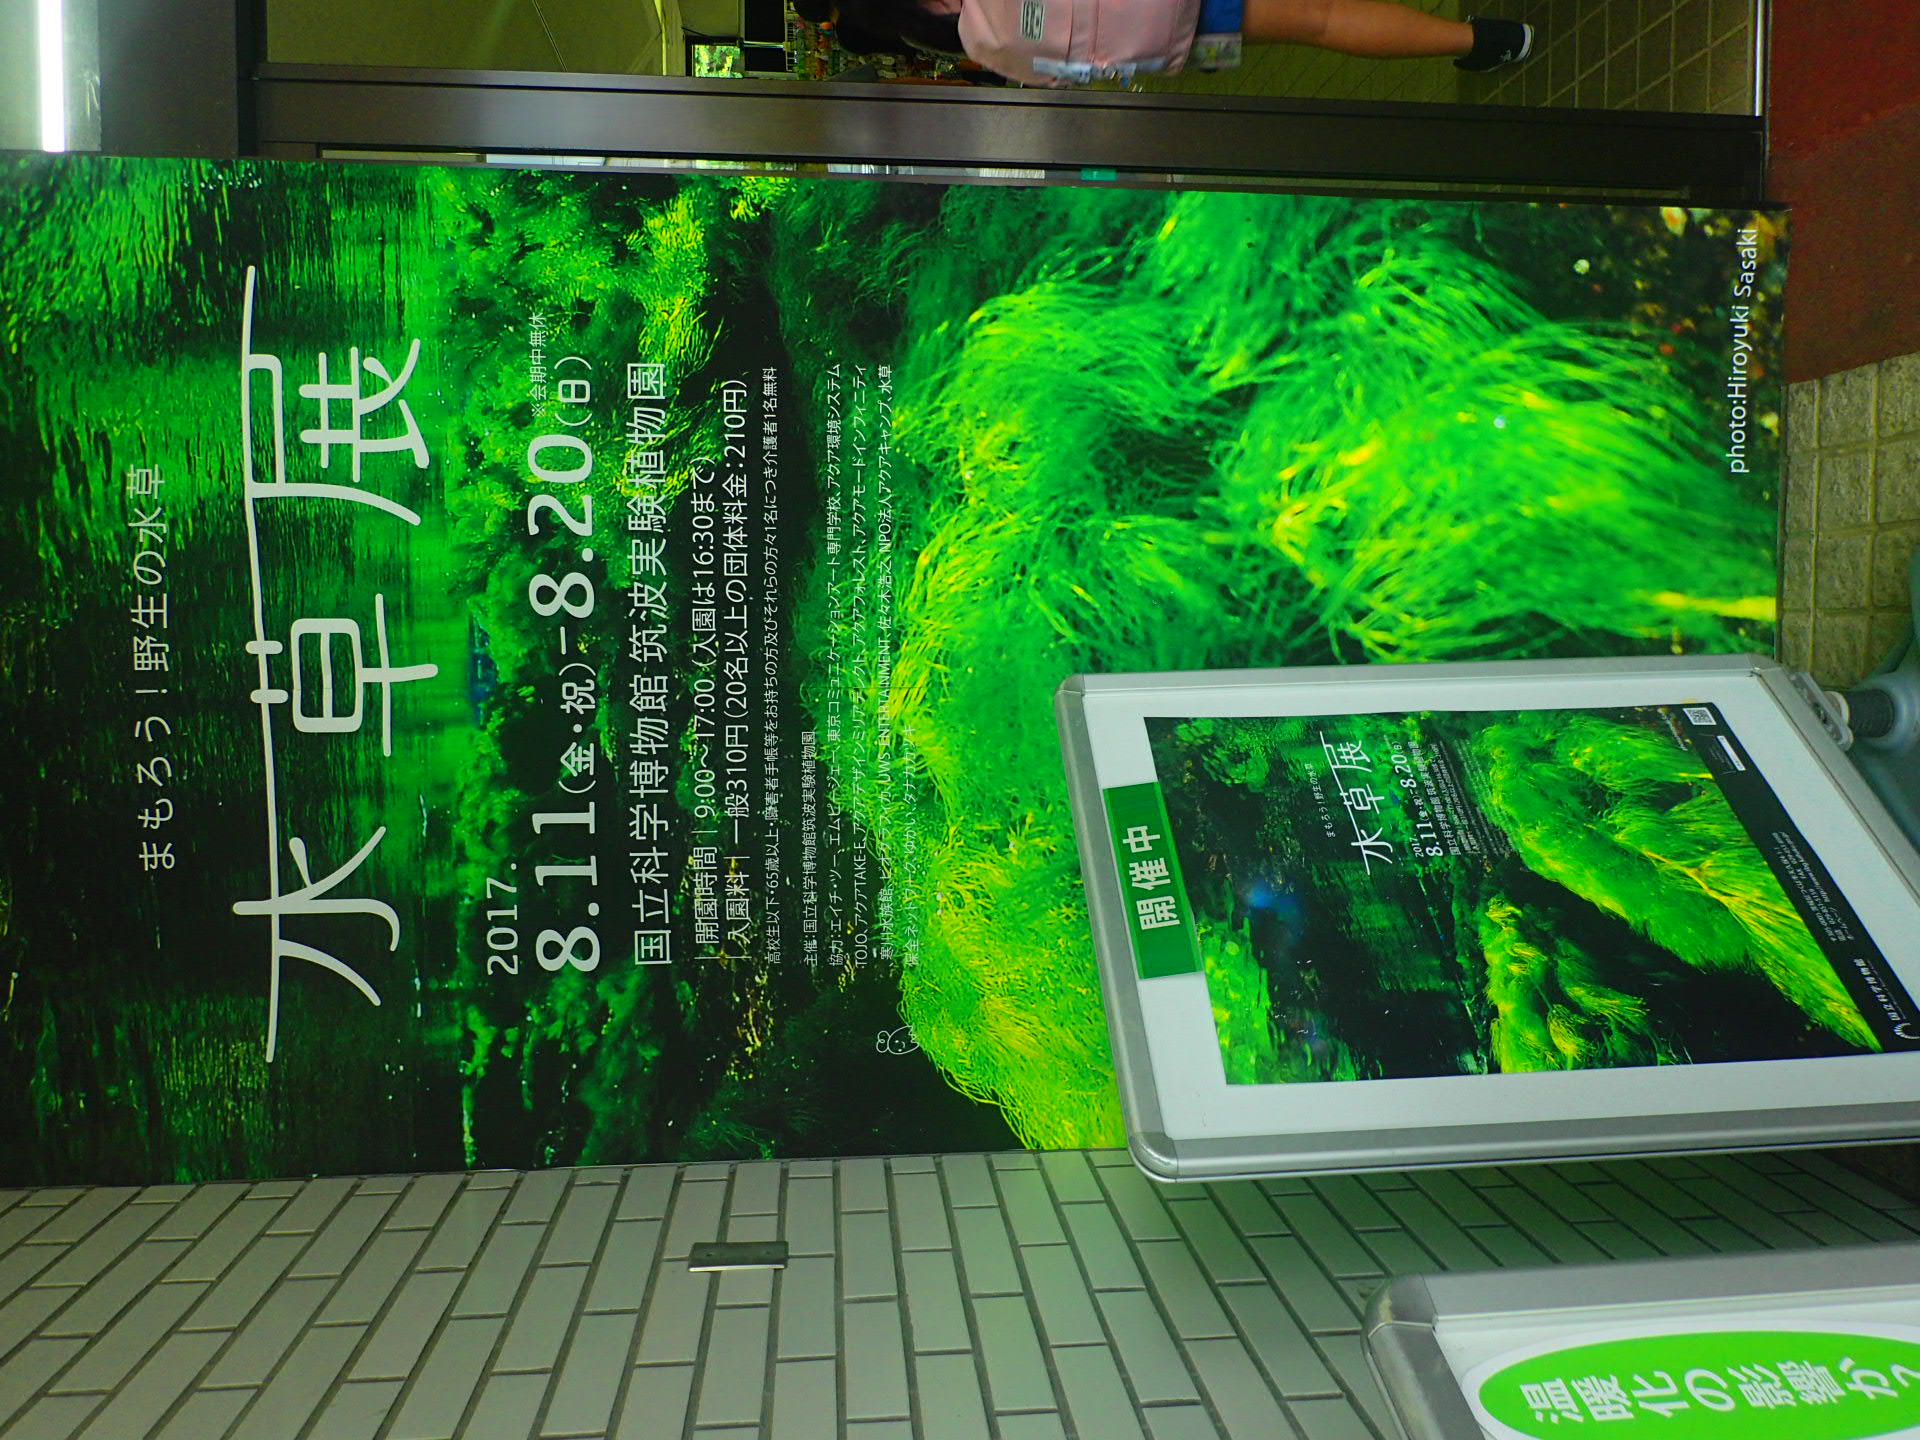 まもろう！野生の水草
水草展
2017.
8.11(金・祝)－8.20(日)
※会期中無休
国立科学博物館 筑波実験植物園
｜開園時間｜9:00～17:00（入園は16:30まで）
｜入園料｜一般310円（20名以上の団体料金：210円）
高校生以下・65歳以上・障害者手帳等をお持ちの方及びそれらの方々1名につき介護者1名無料
主催：国立科学博物館筑波実験植物園
協力：エイチ・ツー、エムピージェー、東京コミュニケーションアート専門学校、アクア環境システム
TOJO、アクアTAKE-E、アクアデザインミリアデレクト、アクアフォレスト、アクアモードインフィニティ
、寒川水族館、ビオグラフィカ、UWS ENTERTAINMENT、佐々木浩之、NPO法人アクアキャンプ、水草
保全ネットワーク、ゆかい、タナカカツキ
photo:Hiroyuki Sasaki
開催中
まもろう！野生の水草
水草展
2017.
8.11(金・祝)－8.20(日)
国立科学博物館 筑波実験植物園
国立科学博物館
温暖化の影響か？